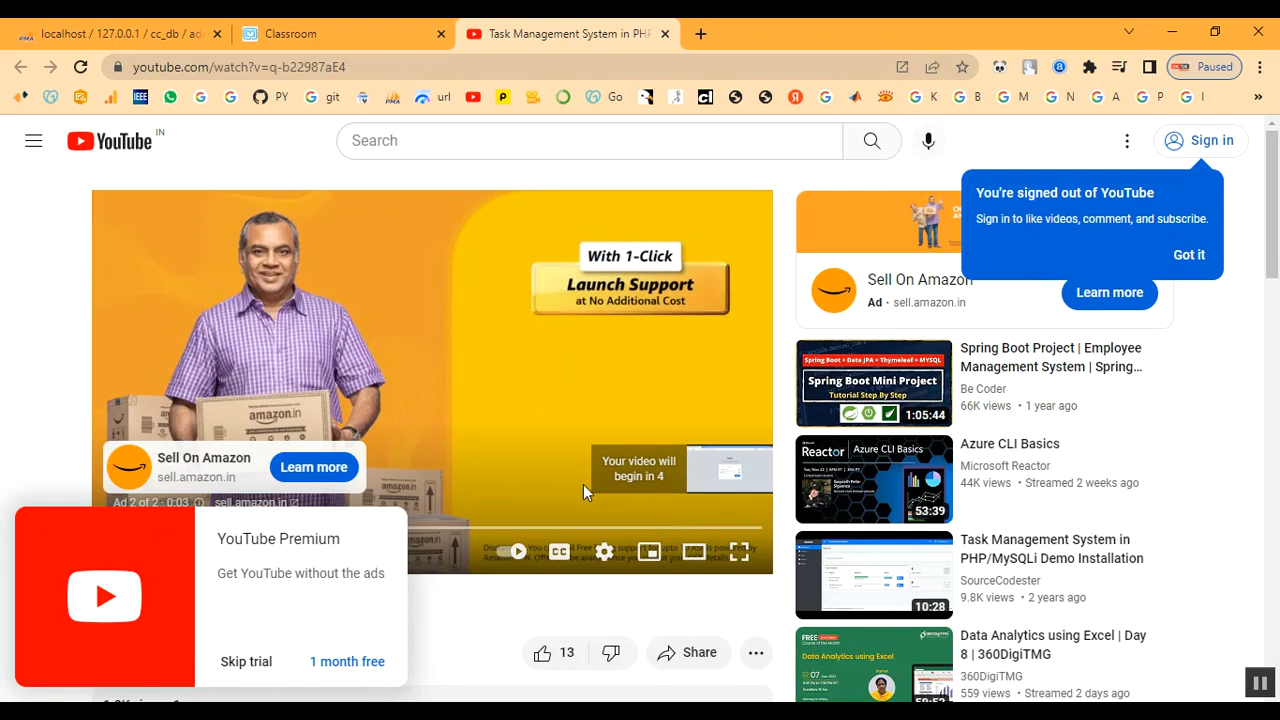 localhost / 127.0.0.1 / cc_db / ad
Classroom
Task Management System in PHP
youtube.com/watch?v=q-b22987aE4
Paused
IEEE
PY
git
url
Go
K
B
M
N
A
P
I
YouTube IN
Search
Sign in
You're signed out of YouTube
Sign in to like videos, comment, and subscribe.
Got it
With 1-Click
Launch Support
at No Additional Cost
amazon.in
Your video will
begin in 4
Sell On Amazon
sell.amazon.in
Learn more
Ad 2 of 2 · 0:03
sell.amazon.in
YouTube Premium
Get YouTube without the ads
Skip trial
1 month free
13
Share
Sell On Amazon
Ad · sell.amazon.in
Learn more
Spring Boot + Data JPA + Thymeleaf + MYSQL
Spring Boot Mini Project
Tutorial Step By Step
1:05:44
Spring Boot Project | Employee
Management System | Spring...
Be Coder
66K views • 1 year ago
Reactor
Azure CLI Basics
53:39
Azure CLI Basics
Microsoft Reactor
44K views • Streamed 2 weeks ago
10:28
Task Management System in
PHP/MySQLi Demo Installation
SourceCodester
9.8K views • 2 years ago
FREE
360DigiTMG
Data Analytics using Excel
Data Analytics using Excel | Day
8 | 360DigiTMG
360DigiTMG
559 views • Streamed 2 days ago